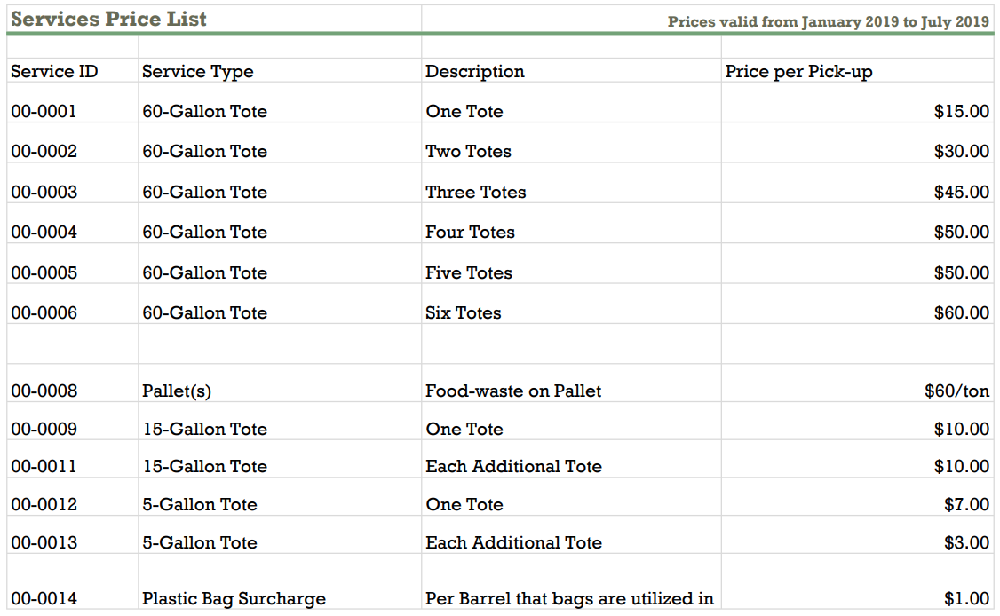 Services Price List Prices valid from January 2019 to July 2019
Service ID Service Type Description Price per Pick-up
00-0001 60-Gallon Tote One Tote $15.00
00-0002 60-Gallon Tote Two Totes $30.00
00-0003 60-Gallon Tote Three Totes $45.00
00-0004 60-Gallon Tote Four Totes $50.00
00-0005 60-Gallon Tote Five Totes $50.00
00-0006 60-Gallon Tote Six Totes $60.00
00-0008 Pallet(s) Food-waste on Pallet $60/ton
00-0009 15-Gallon Tote One Tote $10.00
00-0011 15-Gallon Tote Each Additional Tote $10.00
00-0012 5-Gallon Tote One Tote $7.00
00-0013 5-Gallon Tote Each Additional Tote $3.00
00-0014 Plastic Bag Surcharge Per Barrel that bags are utilized in $1.00